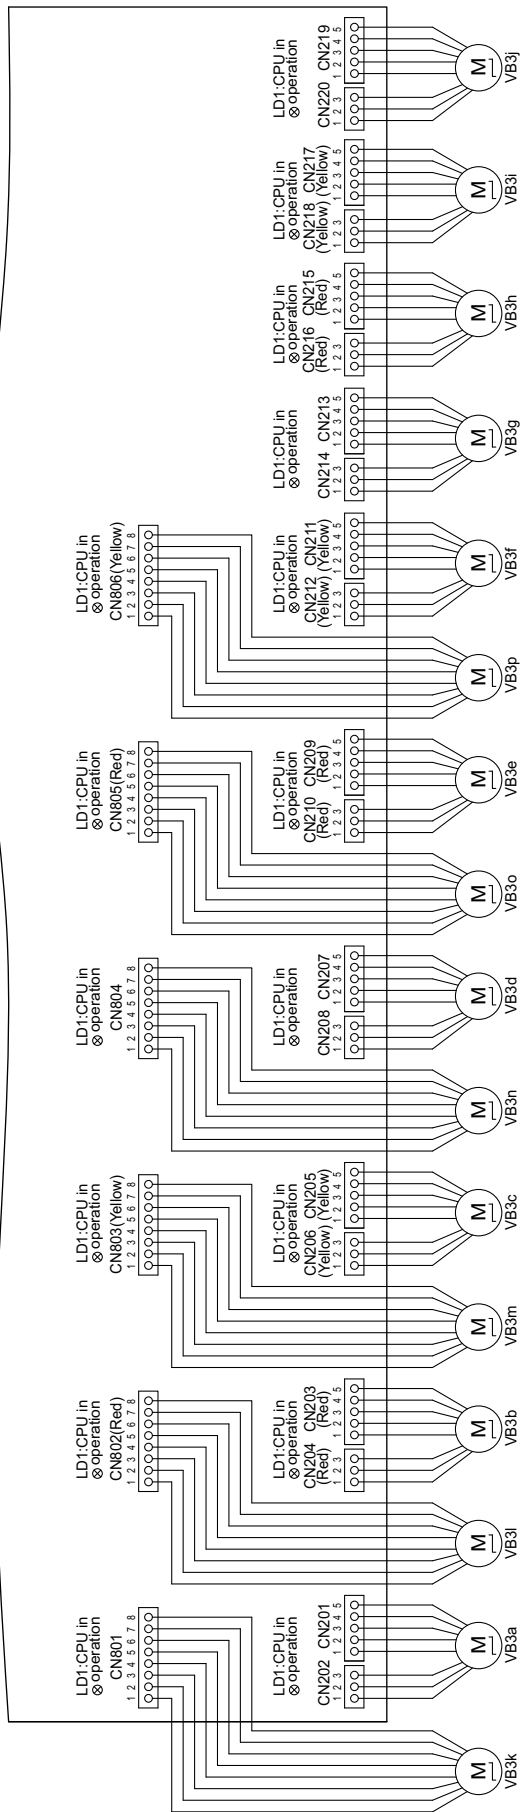 LD1:CPU in
⊗operation
CN220 CN219
1 2 3 1 2 3 4 5
M
VB3j
LD1:CPU in
⊗operation
CN218 CN217
(Yellow) (Yellow)
1 2 3 1 2 3 4 5
M
VB3i
LD1:CPU in
⊗operation
CN216 CN215
(Red) (Red)
1 2 3 1 2 3 4 5
M
VB3h
LD1:CPU in
⊗operation
CN214 CN213
1 2 3 1 2 3 4 5
M
VB3g
LD1:CPU in
⊗operation
CN806(Yellow)
1 2 3 4 5 6 7 8
LD1:CPU in
⊗operation
CN212 CN211
(Yellow) (Yellow)
1 2 3 1 2 3 4 5
M
VB3f
M
VB3p
LD1:CPU in
⊗operation
CN805(Red)
1 2 3 4 5 6 7 8
LD1:CPU in
⊗operation
CN210 CN209
(Red) (Red)
1 2 3 1 2 3 4 5
M
VB3e
M
VB3o
LD1:CPU in
⊗operation
CN804
1 2 3 4 5 6 7 8
LD1:CPU in
⊗operation
CN208 CN207
1 2 3 1 2 3 4 5
M
VB3d
M
VB3n
LD1:CPU in
⊗operation
CN803(Yellow)
1 2 3 4 5 6 7 8
LD1:CPU in
⊗operation
CN206 CN205
(Yellow) (Yellow)
1 2 3 1 2 3 4 5
M
VB3c
M
VB3m
LD1:CPU in
⊗operation
CN802(Red)
1 2 3 4 5 6 7 8
LD1:CPU in
⊗operation
CN204 CN203
(Red) (Red)
1 2 3 1 2 3 4 5
M
VB3b
M
VB3l
LD1:CPU in
⊗operation
CN801
1 2 3 4 5 6 7 8
LD1:CPU in
⊗operation
CN202 CN201
1 2 3 1 2 3 4 5
M
VB3a
M
VB3k